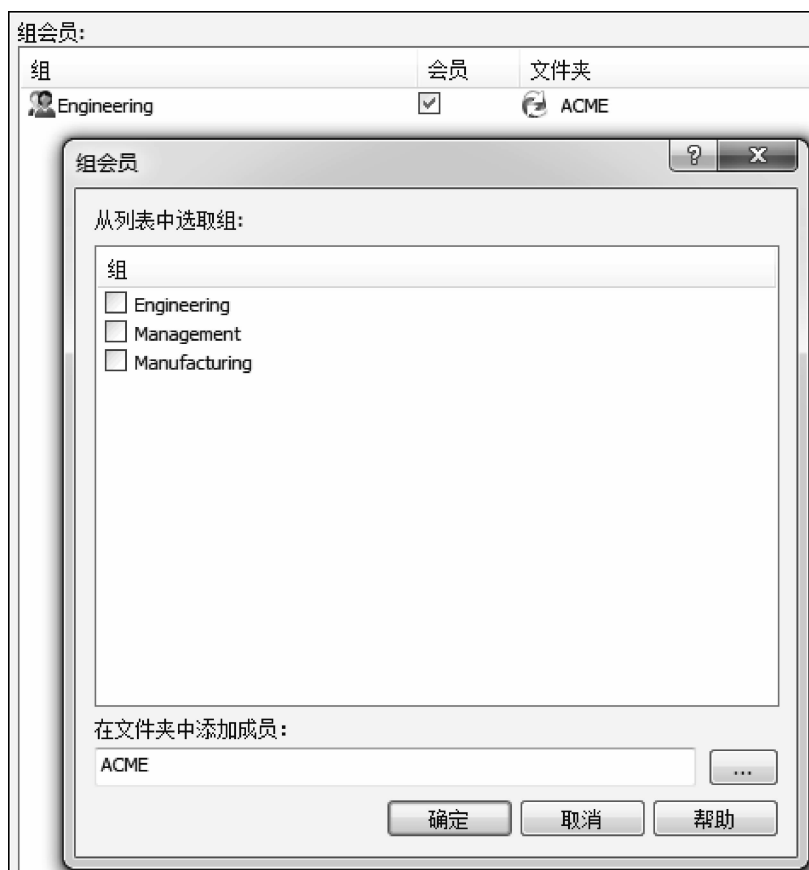 组会员:
组 会员 文件夹
Engineering ACME
组会员
从列表中选取组:
组
Engineering
Management
Manufacturing
在文件夹中添加成员:
ACME
...
确定 取消 帮助